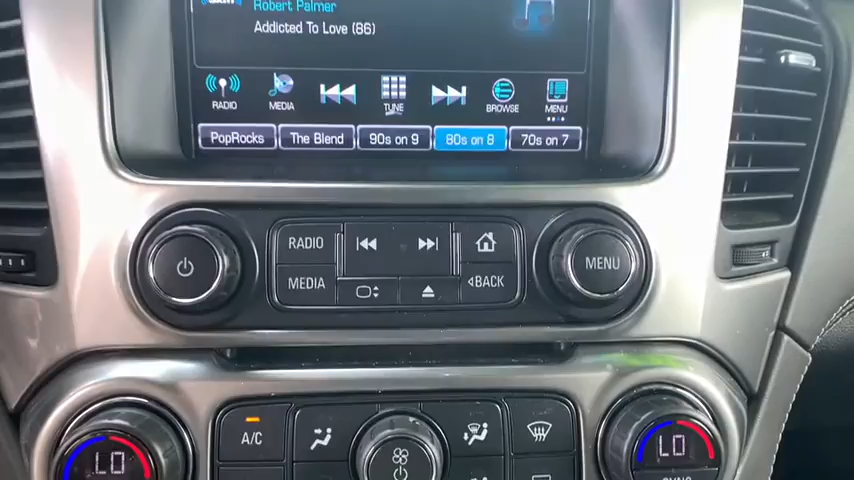 Robert Palmer
Addicted To Love (86)
RADIO MEDIA TUNE BROWSE MENU
PopRocks The Blend 90s on 9 80s on 8 70s on 7
RADIO
MENU
MEDIA
BACK
A/C
LO
LO
SYNC